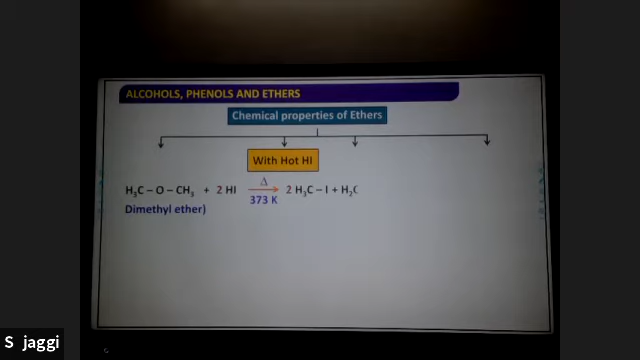 ALCOHOLS, PHENOLS AND ETHERS
Chemical properties of Ethers
With Hot HI
H₃C – O – CH₃ + 2 HI Δ 373 K 2 H₃C – I + H₂C
Dimethyl ether)
S jaggi